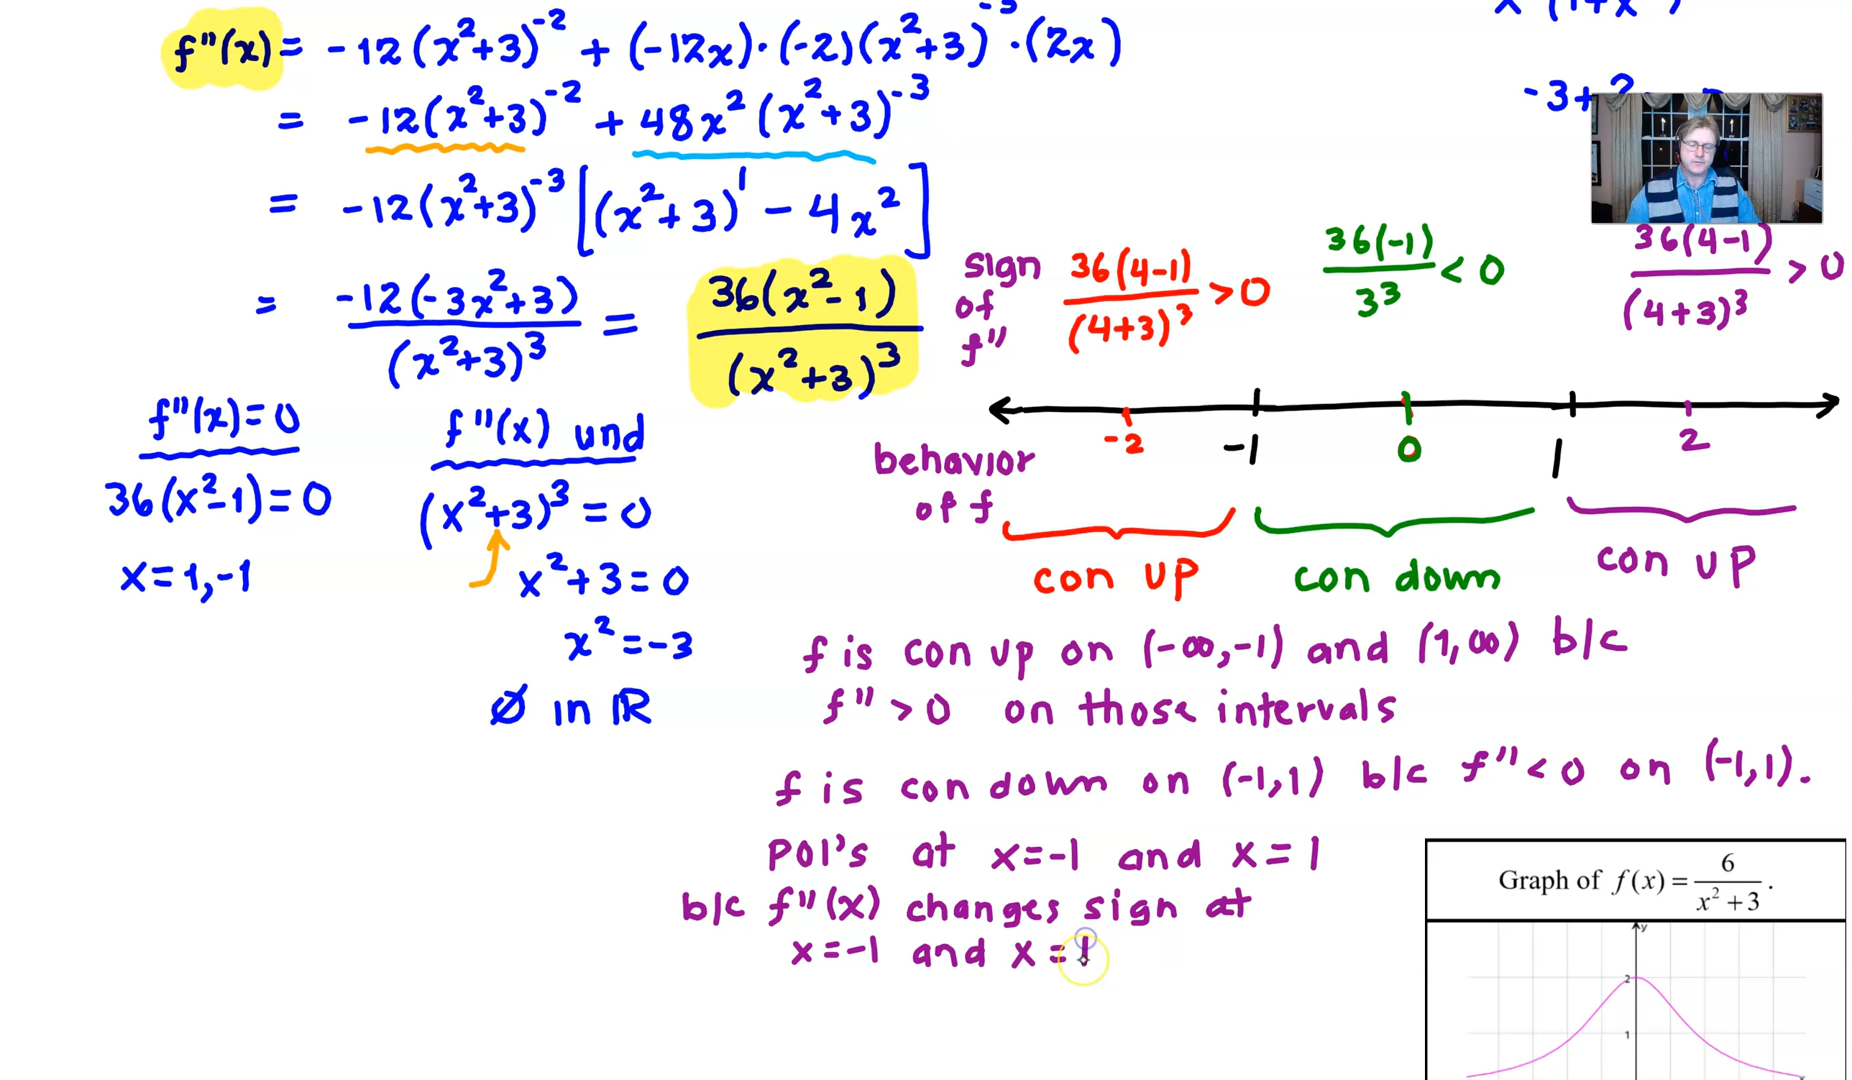 x (1+x
f"(x) = -12(x²+3)⁻² + (-12x)·(-2)(x²+3)⁻³·(2x)
= -12(x²+3)⁻² + 48x²(x²+3)⁻³
-3+2
= -12(x²+3)⁻³[(x²+3)¹ - 4x²]
= -12(-3x²+3)/(x²+3)³ = 36(x²-1)/(x²+3)³
sign of f"
36(4-1)/(4+3)³ > 0
36(-1)/3³ < 0
36(4-1)/(4+3)³ > 0
-2 -1 0 1 2
behavior of f
con up
con down
con up
f"(x)=0
36(x²-1)=0
x=1,-1
f"(x) und
(x²+3)³=0
x²+3=0
x²=-3
∅ in ℝ
f is con up on (-∞,-1) and (1,∞) b/c
f" > 0 on those intervals
f is con down on (-1,1) b/c f" < 0 on (-1,1).
POI's at x=-1 and x=1
b/c f"(x) changes sign at
x=-1 and x=1
Graph of f(x) = 6/(x²+3).
y
2
1